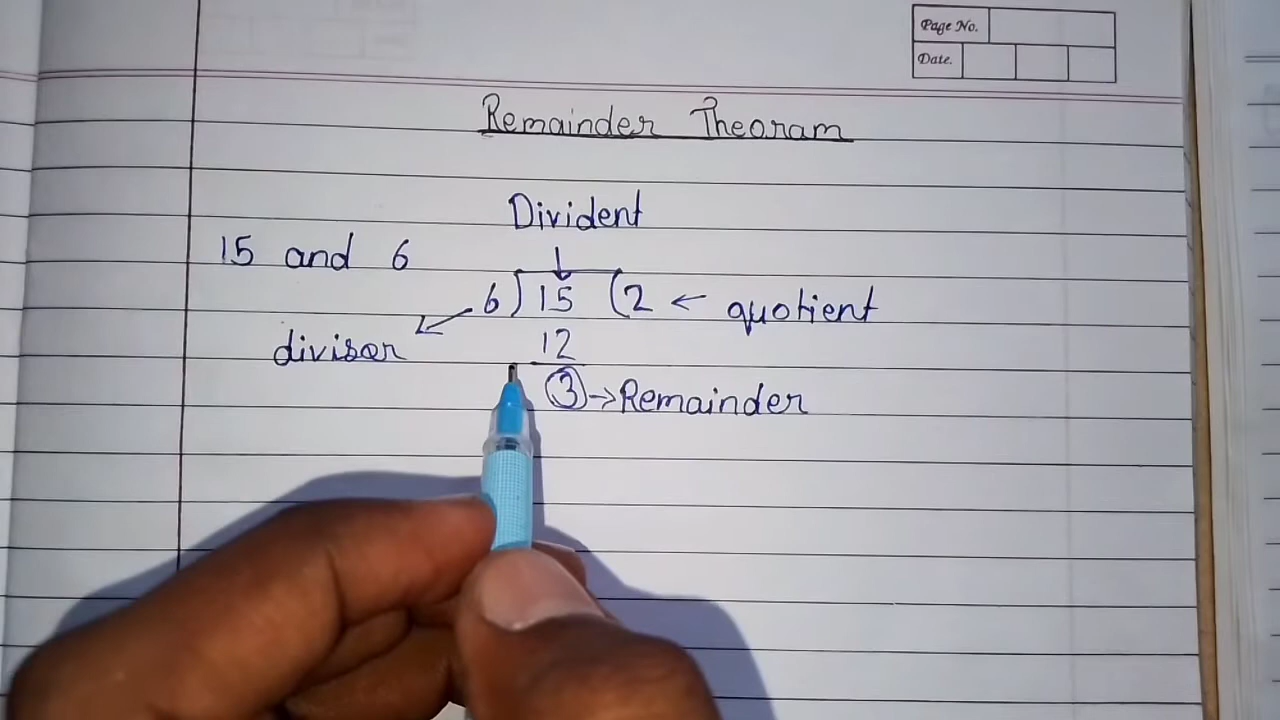 Page No.
Date.
Remainder Theoram
Divident
15 and 6
↓
6) 15 (2 ← quotient
divisor
12
3 → Remainder